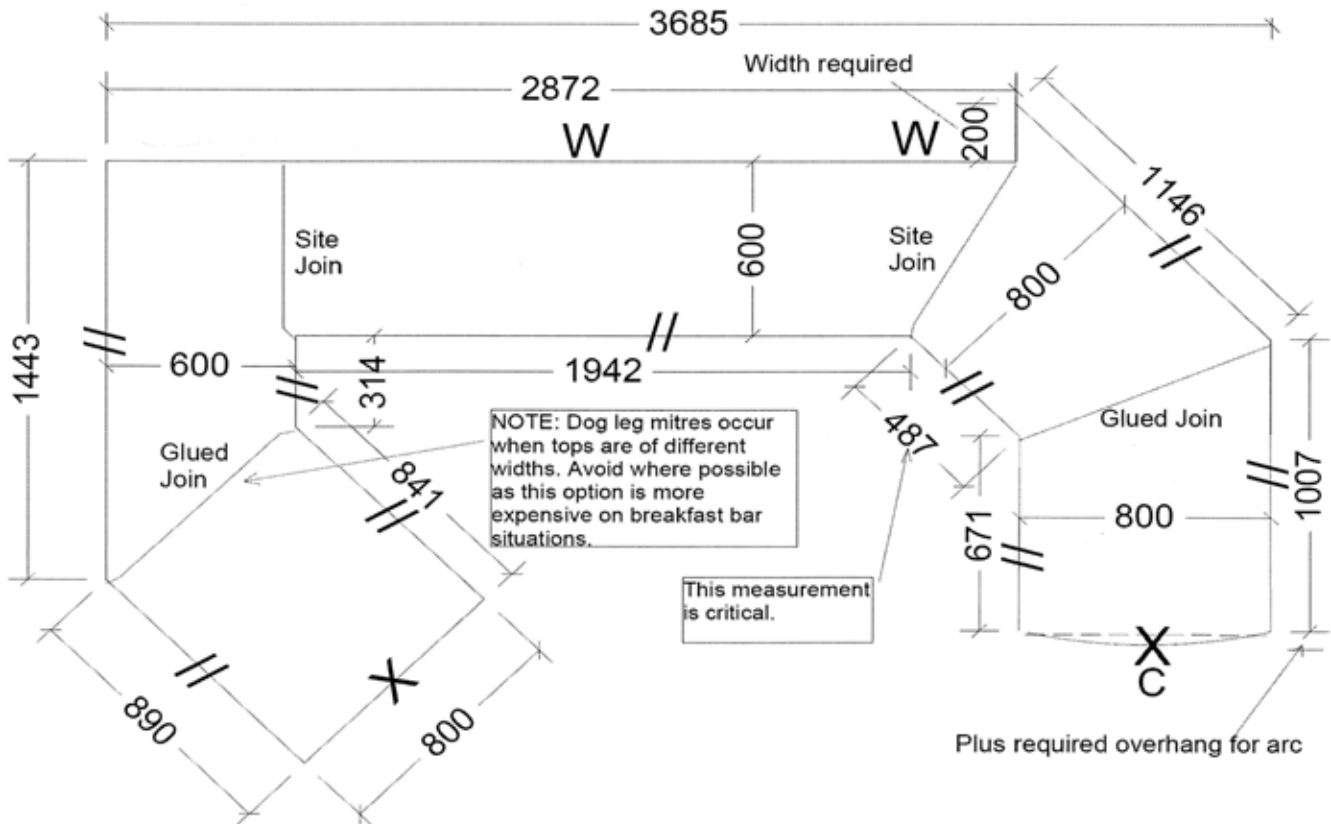 3685
Width required
2872
W
W
200
1146
Site
Join
600
Site
Join
800
1443
600
314
1942
487
NOTE: Dog leg mitres occur
when tops are of different
widths. Avoid where possible
as this option is more
expensive on breakfast bar
situations.
Glued
Join
841
Glued Join
1007
671
800
This measurement
is critical.
X
C
X
890
800
Plus required overhang for arc